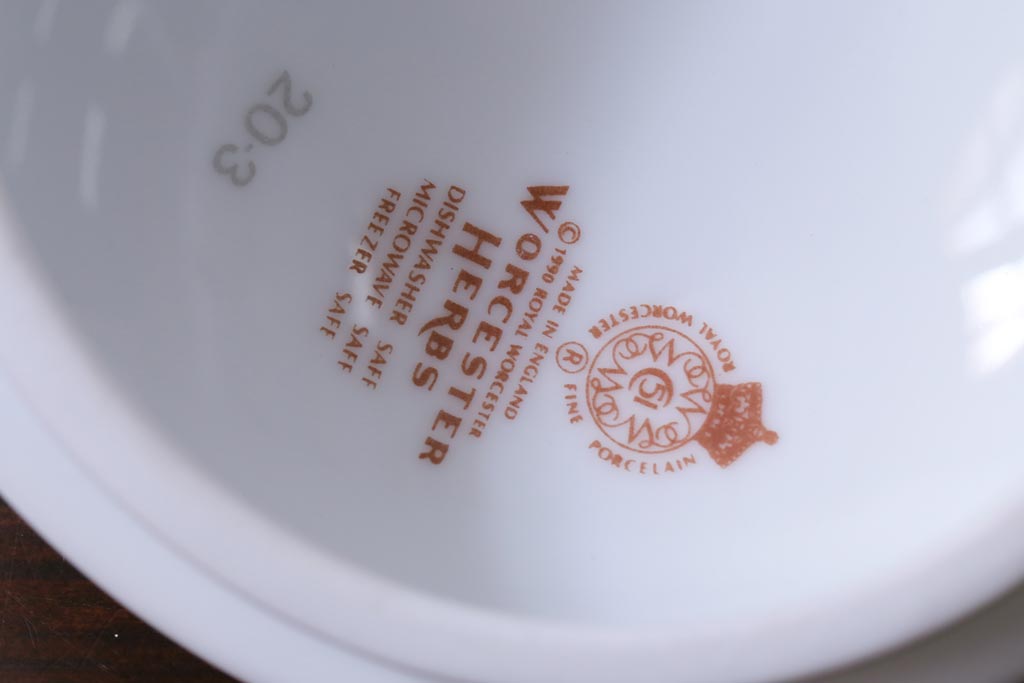 ROYAL WORCESTER
51
FINE PORCELAIN
®
MADE IN ENGLAND
© 1990 ROYAL WORCESTER
WORCESTER
HERBS
DISHWASHER SAFE
MICROWAVE SAFE
FREEZER SAFE
20-3